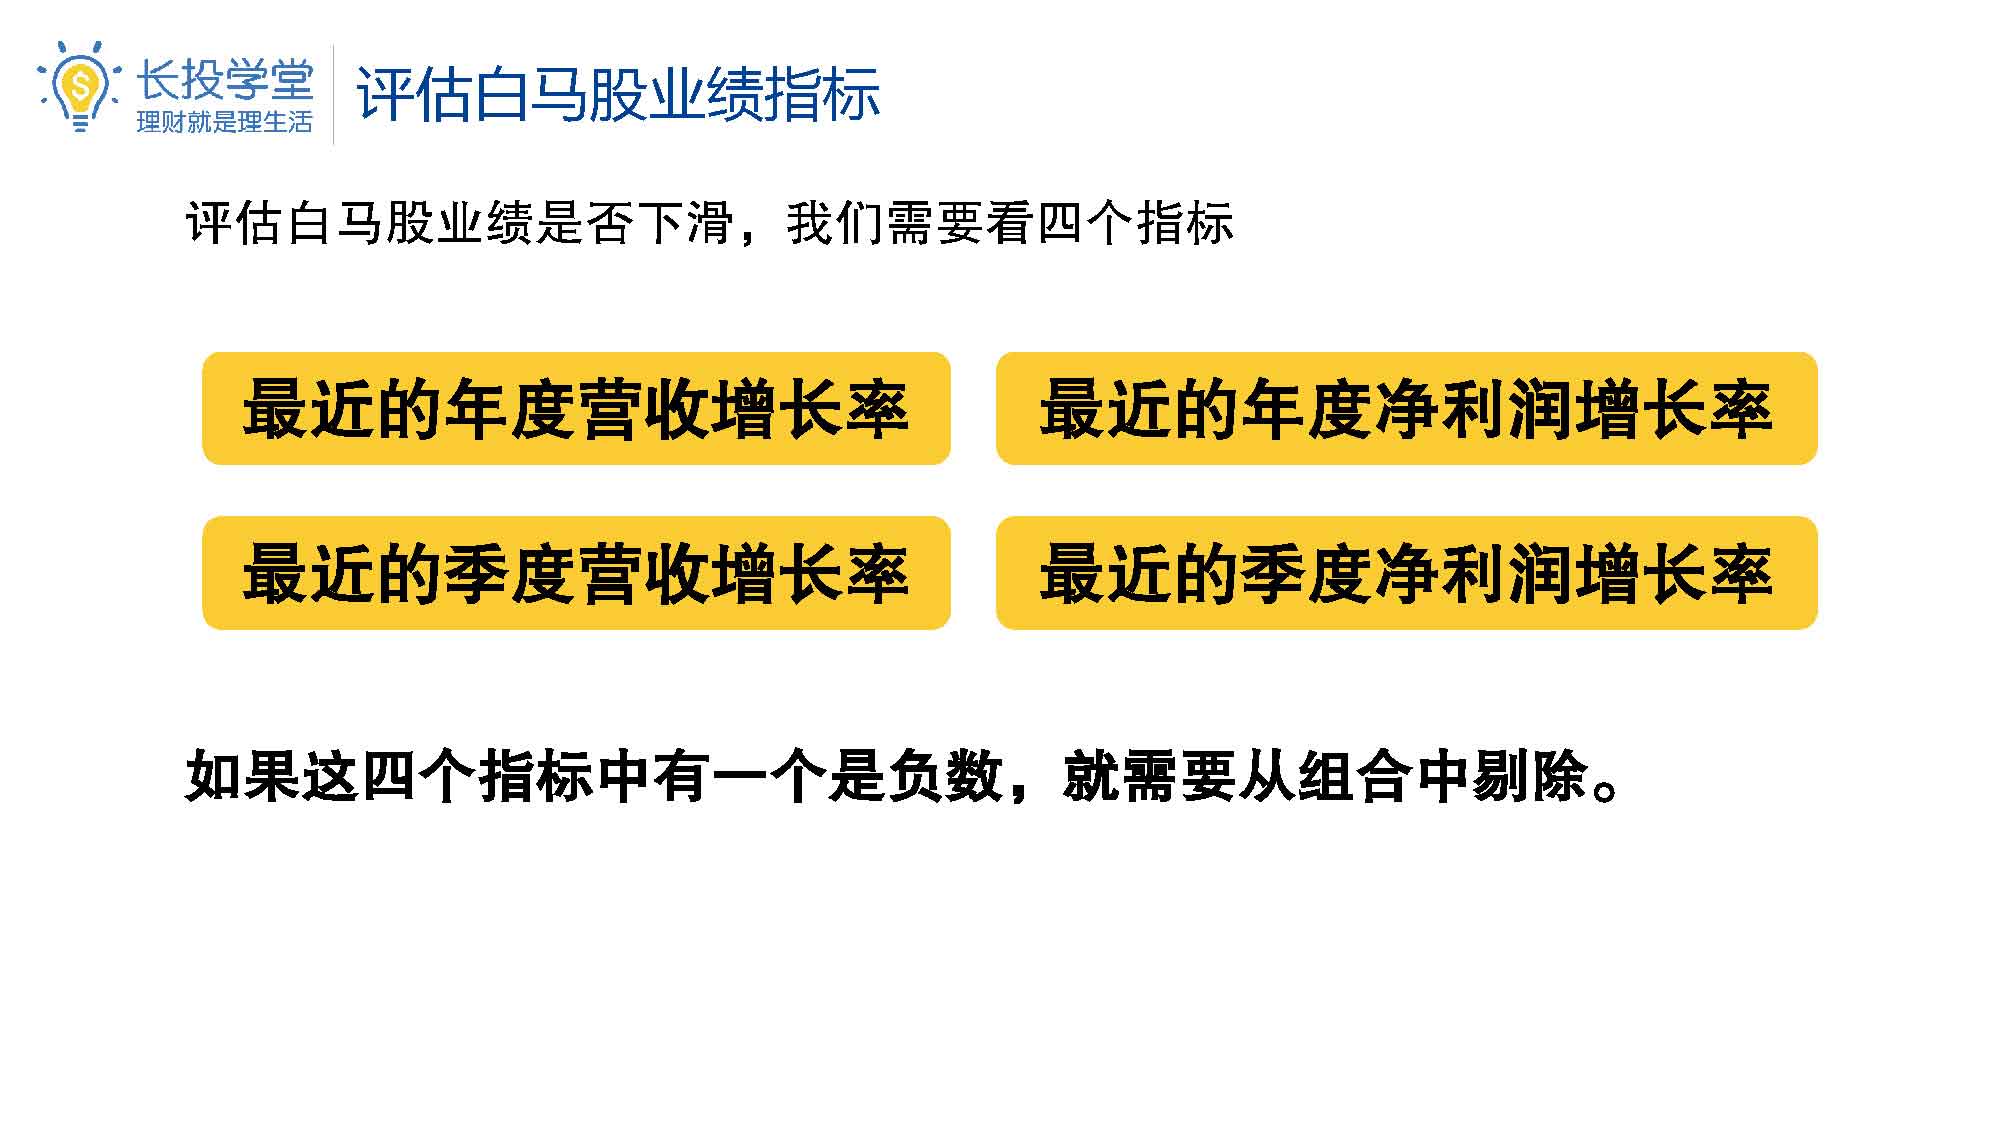 长投学堂
理财就是理生活
评估白马股业绩指标
评估白马股业绩是否下滑，我们需要看四个指标
最近的年度营收增长率
最近的年度净利润增长率
最近的季度营收增长率
最近的季度净利润增长率
如果这四个指标中有一个是负数，就需要从组合中剔除。